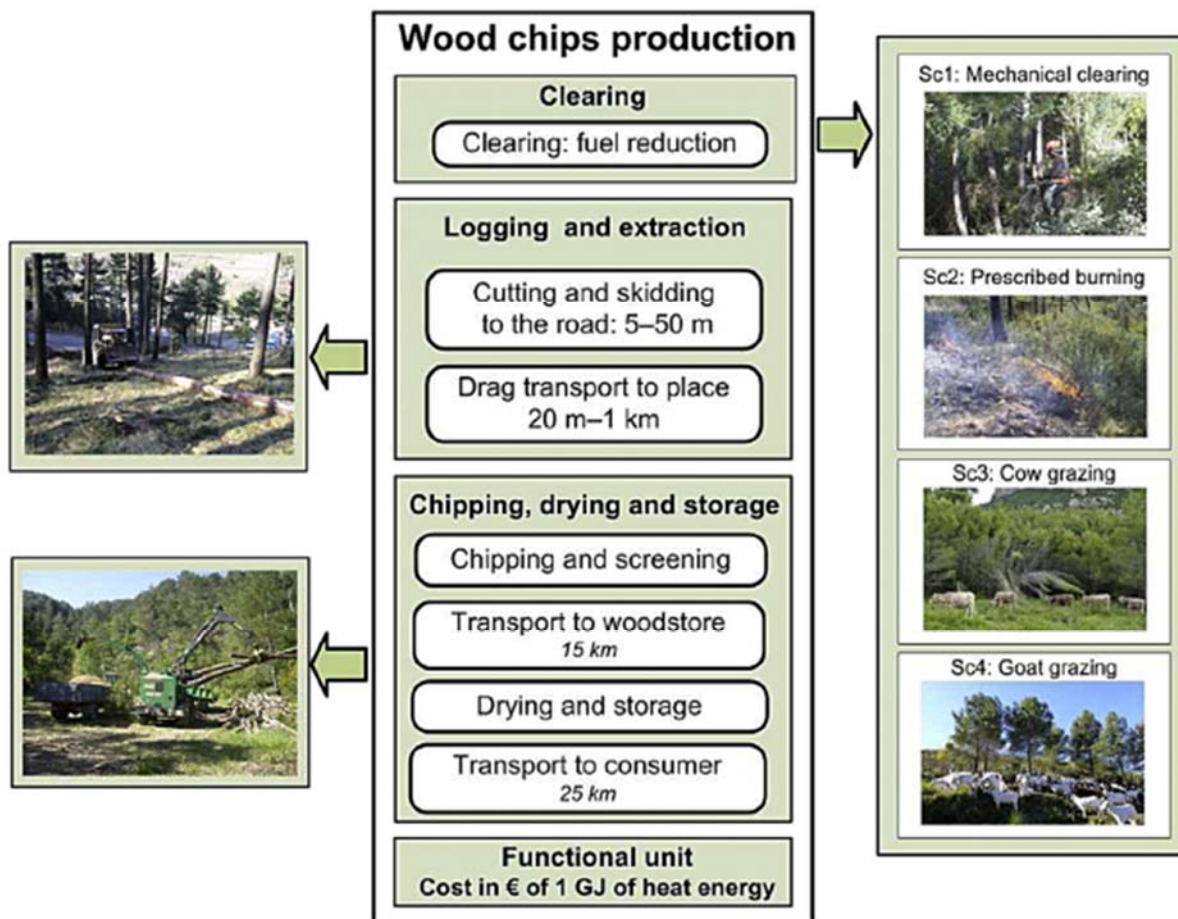 Wood chips production
Clearing
Clearing: fuel reduction
Logging and extraction
Cutting and skidding
to the road: 5–50 m
Drag transport to place
20 m–1 km
Chipping, drying and storage
Chipping and screening
Transport to woodstore
15 km
Drying and storage
Transport to consumer
25 km
Functional unit
Cost in € of 1 GJ of heat energy
Sc1: Mechanical clearing
Sc2: Prescribed burning
Sc3: Cow grazing
Sc4: Goat grazing